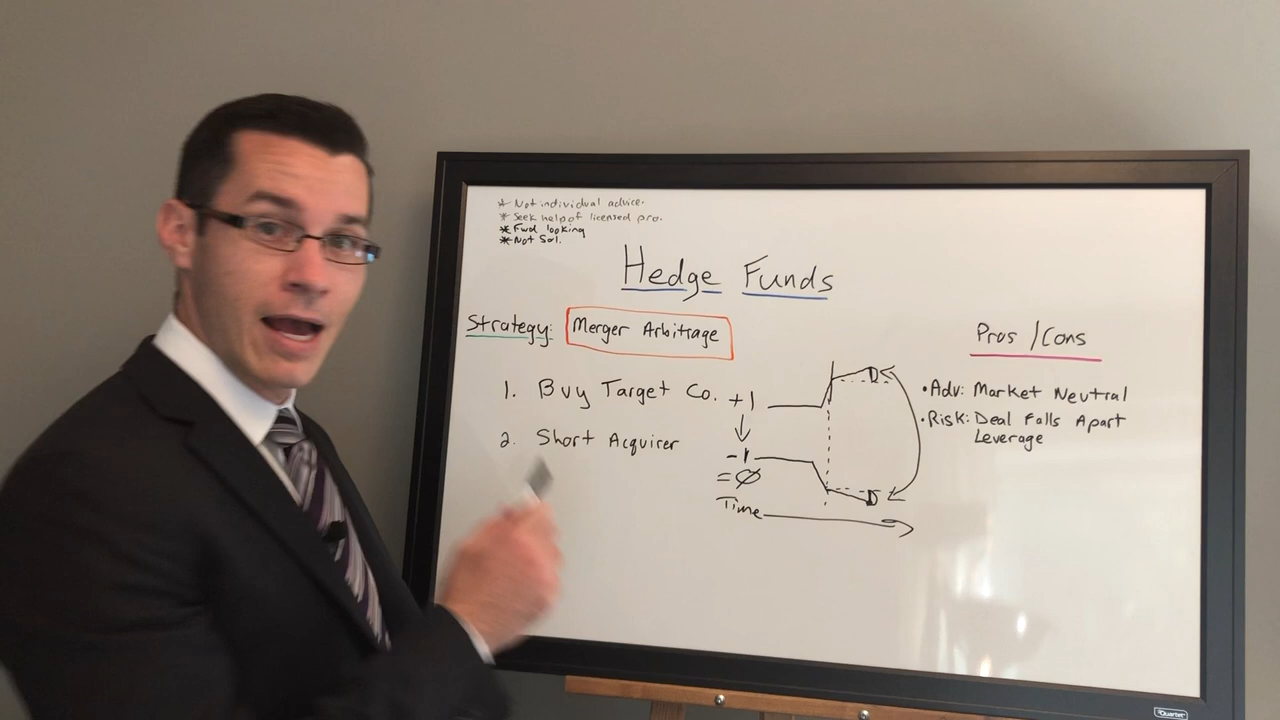 * Not individual advice.
* Seek help of licensed pro.
* Fwd looking
* Not Sol.
Hedge Funds
Strategy: Merger Arbitrage
1. Buy Target Co. +1
2. Short Acquirer
-1
=Ø
Time
D
D
Pros/Cons
• Adv: Market Neutral
• Risk: Deal Falls Apart
Leverage
Quartet